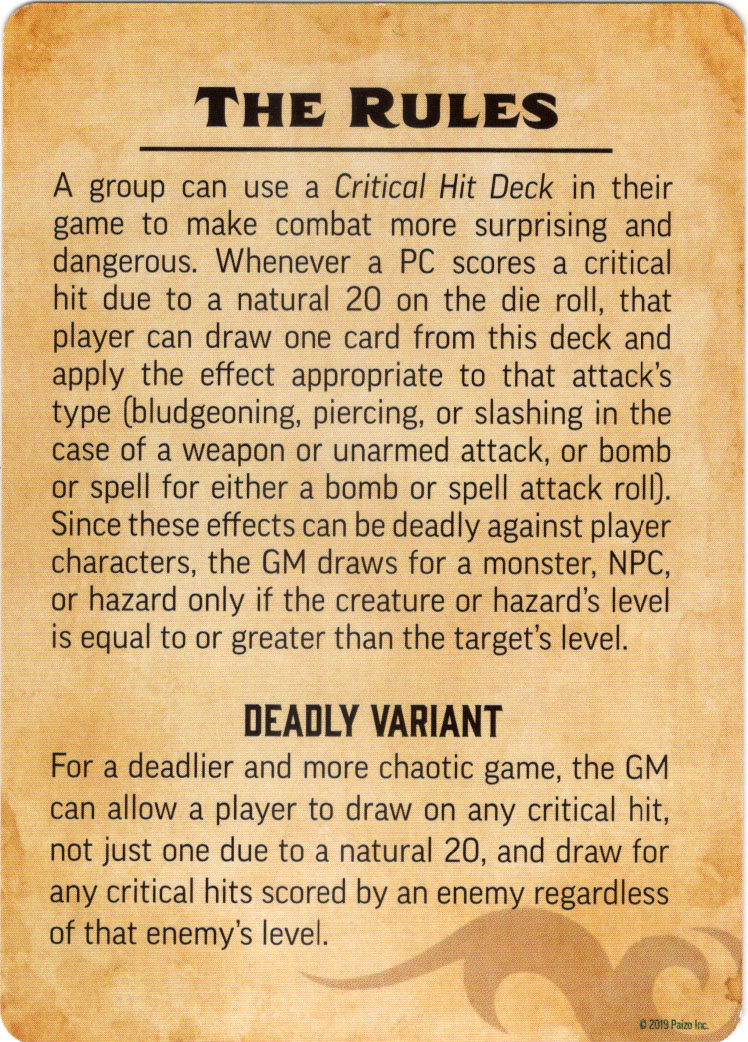 THE RULES
A group can use a Critical Hit Deck in their
game to make combat more surprising and
dangerous. Whenever a PC scores a critical
hit due to a natural 20 on the die roll, that
player can draw one card from this deck and
apply the effect appropriate to that attack's
type (bludgeoning, piercing, or slashing in the
case of a weapon or unarmed attack, or bomb
or spell for either a bomb or spell attack roll).
Since these effects can be deadly against player
characters, the GM draws for a monster, NPC,
or hazard only if the creature or hazard's level
is equal to or greater than the target's level.
DEADLY VARIANT
For a deadlier and more chaotic game, the GM
can allow a player to draw on any critical hit,
not just one due to a natural 20, and draw for
any critical hits scored by an enemy regardless
of that enemy's level.
© 2019 Paizo Inc.